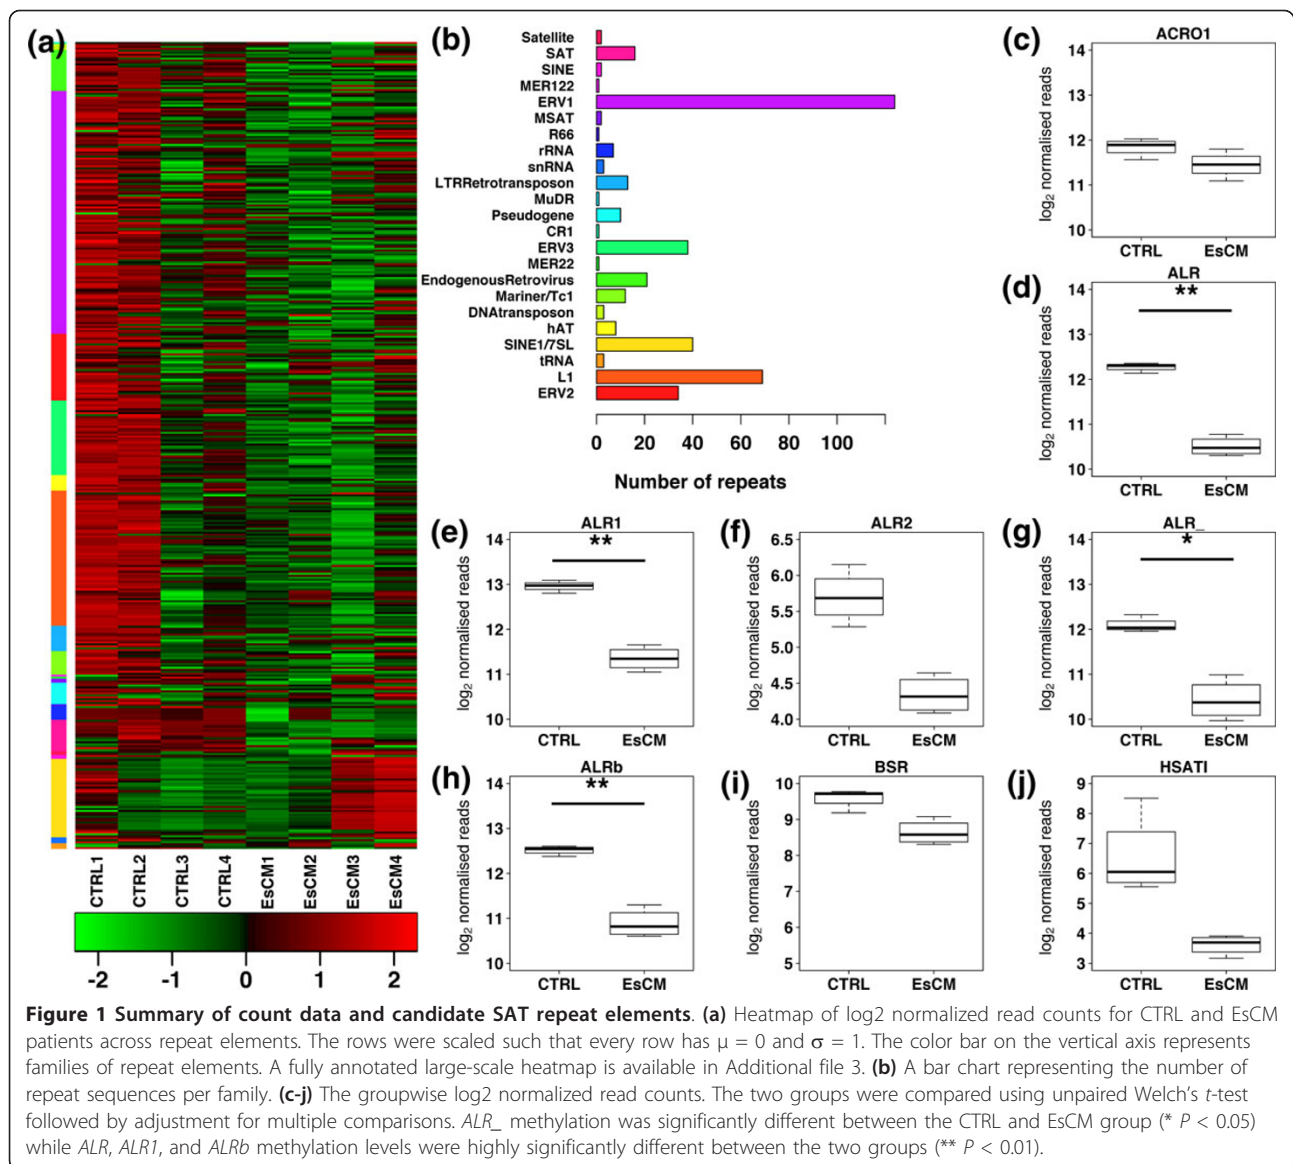 (a)
CTRL1 CTRL2 CTRL3 CTRL4 EsCM1 EsCM2 EsCM3 EsCM4
-2 -1 0 1 2
(b)
Satellite
SAT
SINE
MER122
ERV1
MSAT
R66
rRNA
snRNA
LTRRetrotransposon
MuDR
Pseudogene
CR1
ERV3
MER22
EndogenousRetrovirus
Mariner/Tc1
DNAtransposon
hAT
SINE1/7SL
tRNA
L1
ERV2
0 20 40 60 80 100
Number of repeats
(c)
ACRO1
log2 normalised reads
14
13
12
11
10
CTRL EsCM
(d)
ALR
**
log2 normalised reads
14
13
12
11
10
CTRL EsCM
(e)
ALR1
**
log2 normalised reads
14
13
12
11
10
CTRL EsCM
(f)
ALR2
log2 normalised reads
6.5
6.0
5.5
5.0
4.5
4.0
CTRL EsCM
(g)
ALR_
*
log2 normalised reads
14
13
12
11
10
CTRL EsCM
(h)
ALRb
**
log2 normalised reads
14
13
12
11
10
CTRL EsCM
(i)
BSR
log2 normalised reads
10
9
8
7
6
5
CTRL EsCM
(j)
HSATI
log2 normalised reads
9
8
7
6
5
4
3
CTRL EsCM
Figure 1 Summary of count data and candidate SAT repeat elements. (a) Heatmap of log2 normalized read counts for CTRL and EsCM
patients across repeat elements. The rows were scaled such that every row has μ = 0 and σ = 1. The color bar on the vertical axis represents
families of repeat elements. A fully annotated large-scale heatmap is available in Additional file 3. (b) A bar chart representing the number of
repeat sequences per family. (c-j) The groupwise log2 normalized read counts. The two groups were compared using unpaired Welch's t-test
followed by adjustment for multiple comparisons. ALR_ methylation was significantly different between the CTRL and EsCM group (* P < 0.05)
while ALR, ALR1, and ALRb methylation levels were highly significantly different between the two groups (** P < 0.01).